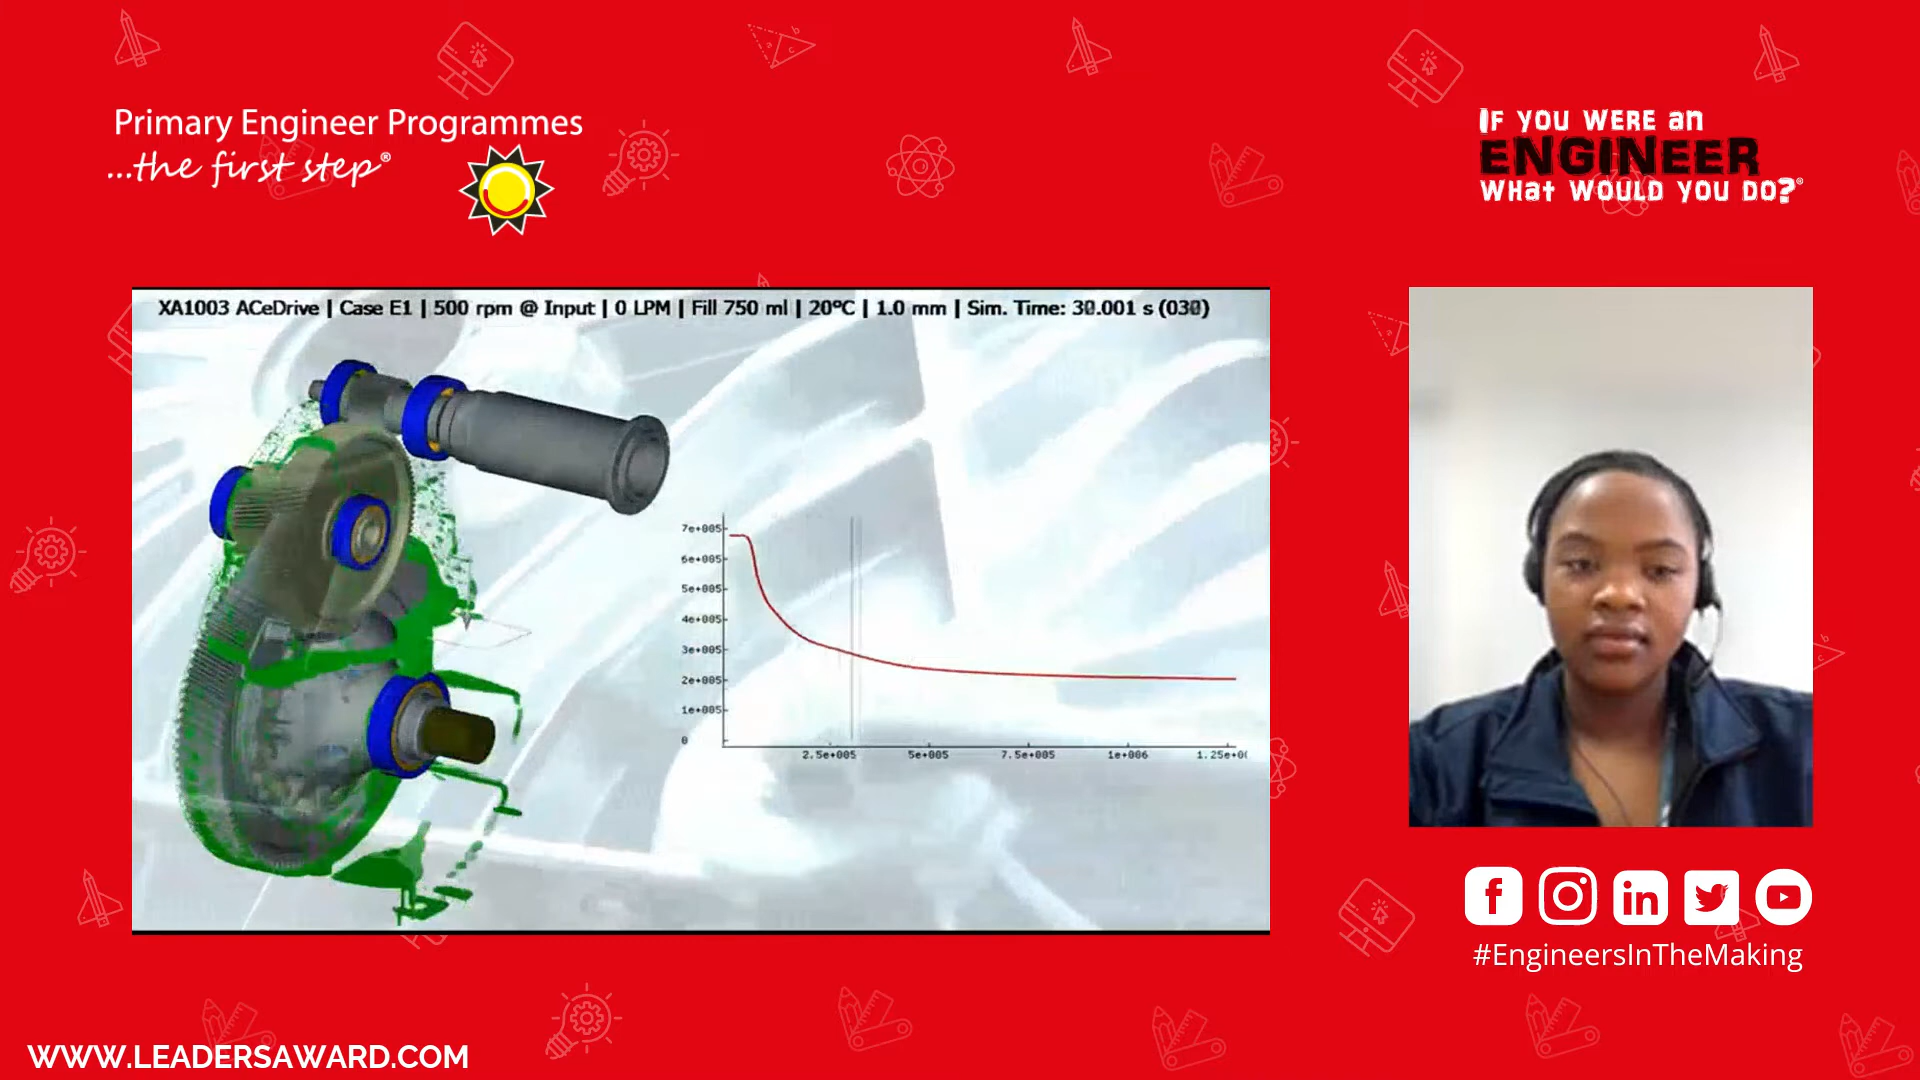 Primary Engineer Programmes
...the first step®
IF YOU WERE an
ENGINEER
WHat WOULD YOU DO?®
XA1003 ACeDrive | Case E1 | 500 rpm @ Input | 0 LPM | Fill 750 ml | 20°C | 1.0 mm | Sim. Time: 30.001 s (030)
7e+005
6e+005
5e+005
4e+005
3e+005
2e+005
1e+005
0
2.5e+005 5e+005 7.5e+005 1e+006 1.25e+0
#EngineersInTheMaking
WWW.LEADERSAWARD.COM